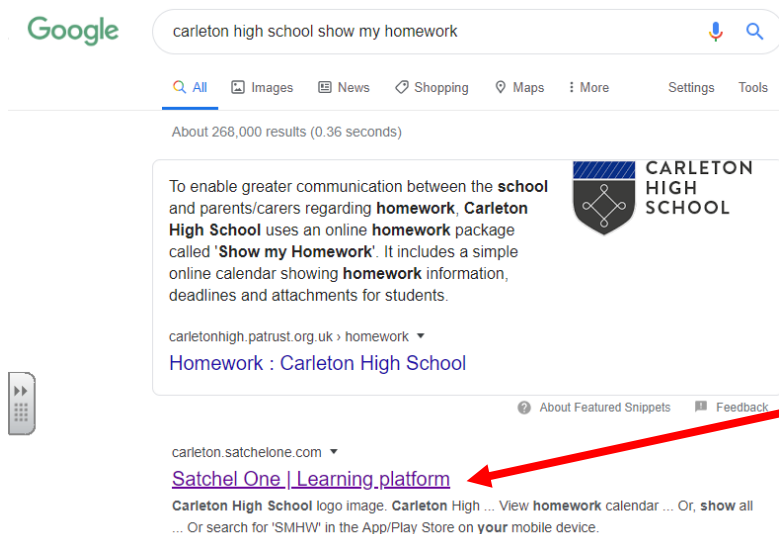 Google
carleton high school show my homework
All Images News Shopping Maps More Settings Tools
About 268,000 results (0.36 seconds)
To enable greater communication between the school
and parents/carers regarding homework, Carleton
High School uses an online homework package
called 'Show my Homework'. It includes a simple
online calendar showing homework information,
deadlines and attachments for students.
CARLETON
HIGH
SCHOOL
carletonhigh.patrust.org.uk › homework
Homework : Carleton High School
About Featured Snippets Feedback
carleton.satchelone.com
Satchel One | Learning platform
Carleton High School logo image. Carleton High ... View homework calendar ... Or, show all
... Or search for 'SMHW' in the App/Play Store on your mobile device.